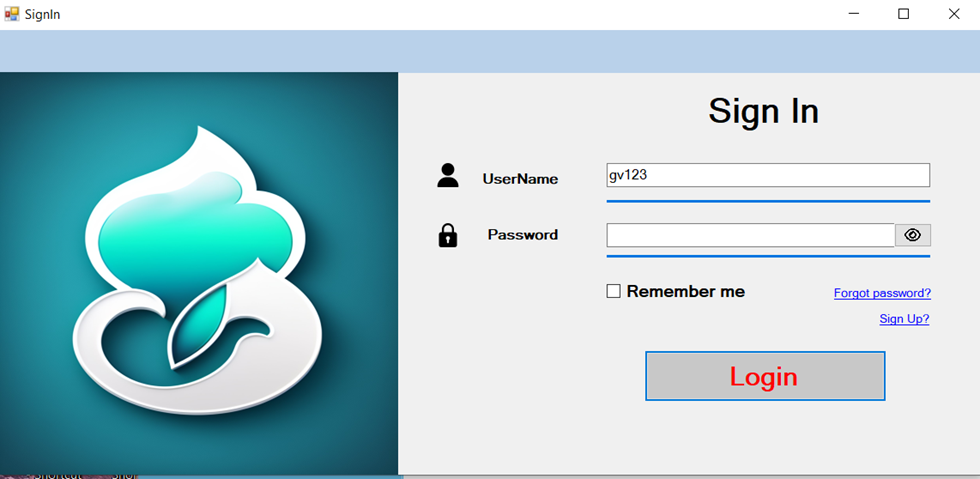 SignIn
Sign In
UserName
gv123
Password
Remember me
Forgot password?
Sign Up?
Login